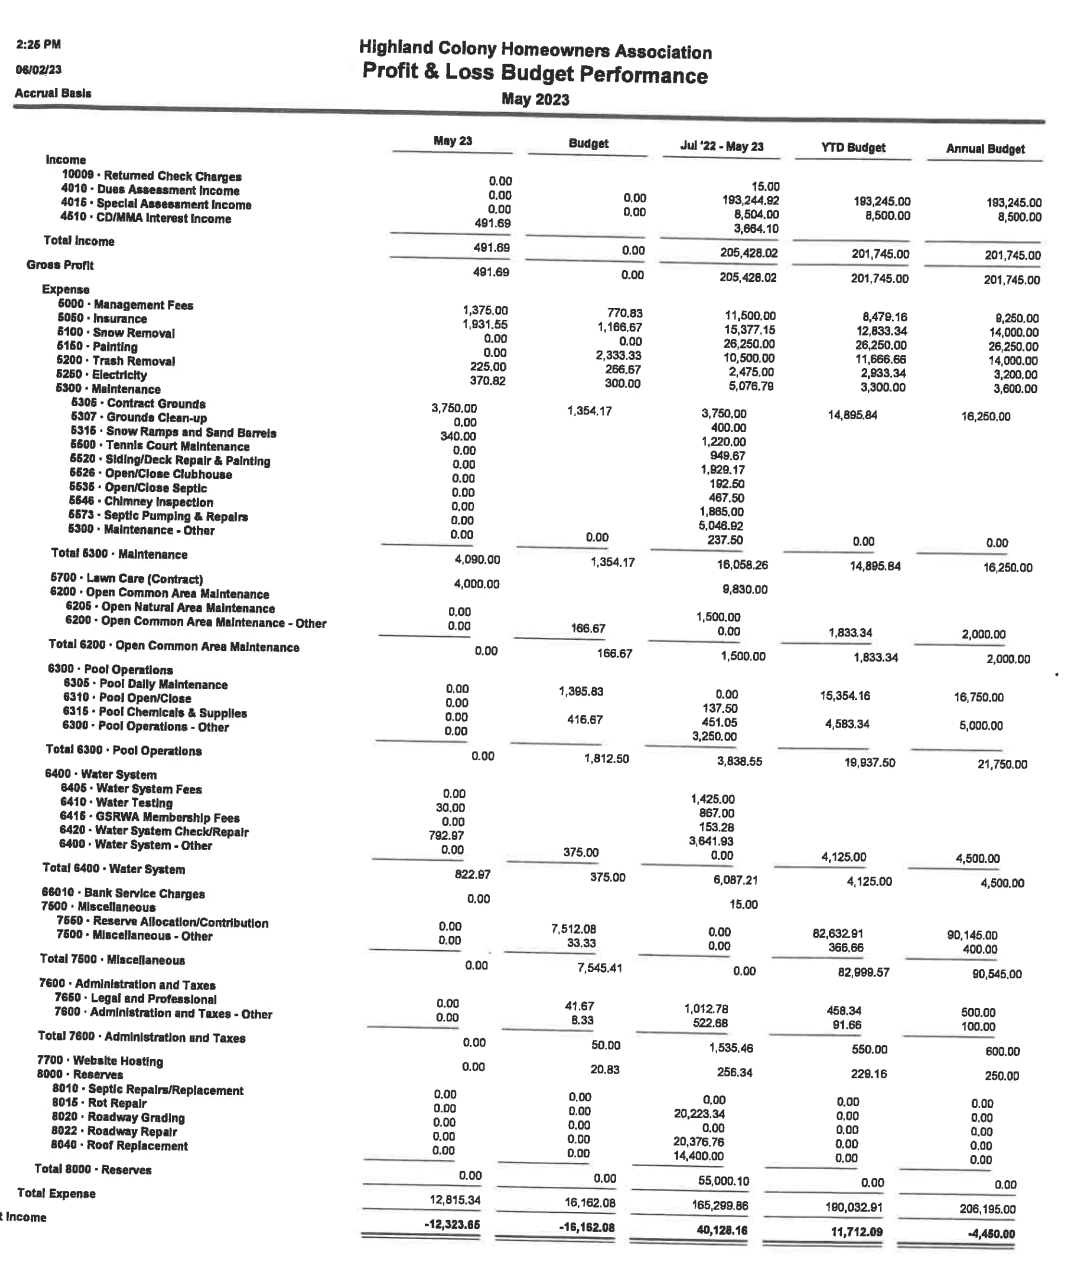 2:25 PM
06/02/23
Accrual Basis
Highland Colony Homeowners Association
Profit & Loss Budget Performance
May 2023
May 23 Budget Jul '22 - May 23 YTD Budget Annual Budget
Income
10009 · Returned Check Charges 0.00 15.00
4010 · Dues Assessment Income 0.00 0.00 193,244.92 193,245.00 193,245.00
4015 · Special Assessment Income 0.00 0.00 8,504.00 8,500.00 8,500.00
4510 · CD/MMA Interest Income 491.69 3,664.10
Total Income 491.69 0.00 205,428.02 201,745.00 201,745.00
Gross Profit 491.69 0.00 205,428.02 201,745.00 201,745.00
Expense
5000 · Management Fees 1,375.00 770.83 11,500.00 8,479.16 9,250.00
5050 · Insurance 1,931.55 1,166.67 15,377.15 12,833.34 14,000.00
5100 · Snow Removal 0.00 0.00 26,250.00 26,250.00 26,250.00
5150 · Painting 0.00 2,333.33 10,500.00 11,666.66 14,000.00
5200 · Trash Removal 225.00 266.67 2,475.00 2,933.34 3,200.00
5250 · Electricity 370.82 300.00 5,076.79 3,300.00 3,600.00
5300 · Maintenance
5305 · Contract Grounds 3,750.00 1,354.17 3,750.00 14,895.84 16,250.00
5307 · Grounds Clean-up 0.00 400.00
5315 · Snow Ramps and Sand Barrels 340.00 1,220.00
5500 · Tennis Court Maintenance 0.00 949.67
5520 · Siding/Deck Repair & Painting 0.00 1,929.17
5526 · Open/Close Clubhouse 0.00 192.50
5535 · Open/Close Septic 0.00 467.50
5546 · Chimney Inspection 0.00 1,865.00
5573 · Septic Pumping & Repairs 0.00 5,046.92
5300 · Maintenance - Other 0.00 0.00 237.50 0.00 0.00
Total 5300 · Maintenance 4,090.00 1,354.17 16,058.26 14,895.84 16,250.00
5700 · Lawn Care (Contract) 4,000.00 9,830.00
6200 · Open Common Area Maintenance
6205 · Open Natural Area Maintenance 0.00 1,500.00
6200 · Open Common Area Maintenance - Other 0.00 166.67 0.00 1,833.34 2,000.00
Total 6200 · Open Common Area Maintenance 0.00 166.67 1,500.00 1,833.34 2,000.00
6300 · Pool Operations
6305 · Pool Daily Maintenance 0.00 1,395.83 0.00 15,354.16 16,750.00
6310 · Pool Open/Close 0.00 137.50
6315 · Pool Chemicals & Supplies 0.00 416.67 451.05 4,583.34 5,000.00
6300 · Pool Operations - Other 0.00 3,250.00
Total 6300 · Pool Operations 0.00 1,812.50 3,838.55 19,937.50 21,750.00
6400 · Water System
6405 · Water System Fees 0.00 1,425.00
6410 · Water Testing 30.00 867.00
6415 · GSRWA Membership Fees 0.00 153.28
6420 · Water System Check/Repair 792.97 3,641.93
6400 · Water System - Other 0.00 375.00 0.00 4,125.00 4,500.00
Total 6400 · Water System 822.97 375.00 6,087.21 4,125.00 4,500.00
66010 · Bank Service Charges 0.00 15.00
7500 · Miscellaneous
7550 · Reserve Allocation/Contribution 0.00 7,512.08 0.00 82,632.91 90,145.00
7500 · Miscellaneous - Other 0.00 33.33 0.00 366.66 400.00
Total 7500 · Miscellaneous 0.00 7,545.41 0.00 82,999.57 90,545.00
7600 · Administration and Taxes
7650 · Legal and Professional 0.00 41.67 1,012.78 458.34 500.00
7600 · Administration and Taxes - Other 0.00 8.33 522.68 91.66 100.00
Total 7600 · Administration and Taxes 0.00 50.00 1,535.46 550.00 600.00
7700 · Website Hosting 0.00 20.83 256.34 229.16 250.00
8000 · Reserves
8010 · Septic Repairs/Replacement 0.00 0.00 0.00 0.00 0.00
8015 · Rot Repair 0.00 0.00 20,223.34 0.00 0.00
8020 · Roadway Grading 0.00 0.00 0.00 0.00 0.00
8022 · Roadway Repair 0.00 0.00 20,376.76 0.00 0.00
8040 · Roof Replacement 0.00 0.00 14,400.00 0.00 0.00
Total 8000 · Reserves 0.00 0.00 55,000.10 0.00 0.00
Total Expense 12,815.34 16,162.08 165,299.86 190,032.91 206,195.00
t Income -12,323.65 -16,162.08 40,128.16 11,712.09 -4,450.00